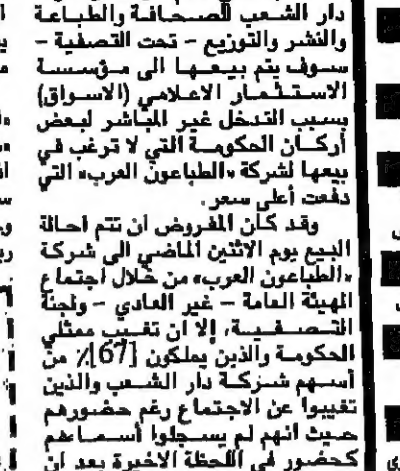 دار الشعب للصحافة والطباعة
والنشر والتوزيع - تحت التصفية -
سوف يتم بيعها الى مؤسسة
الاستثمار الاعلامي (الاسواق)
بسبب التدخل غير المباشر لبعض
أركان الحكومة التي لا ترغب في
بيعها لشركة «الطباعون العرب» التي
دفعت أعلى سعر.
وقد كان المفروض ان تتم احالة
البيع يوم الاثنين الماضي الى شركة
«الطباعون العرب» من خلال اجتماع
الهيئة العامة - غير العادي - ولجنة
التصفية، إلا ان تغيب ممثلي
الحكومة والذين يملكون [67]٪ من
أسهم شركة دار الشعب والذين
تغيبوا عن الاجتماع رغم حضورهم
حيث انهم لم يسجلوا أسماءهم
كحضور في اللحظة الاخيرة بعد ان